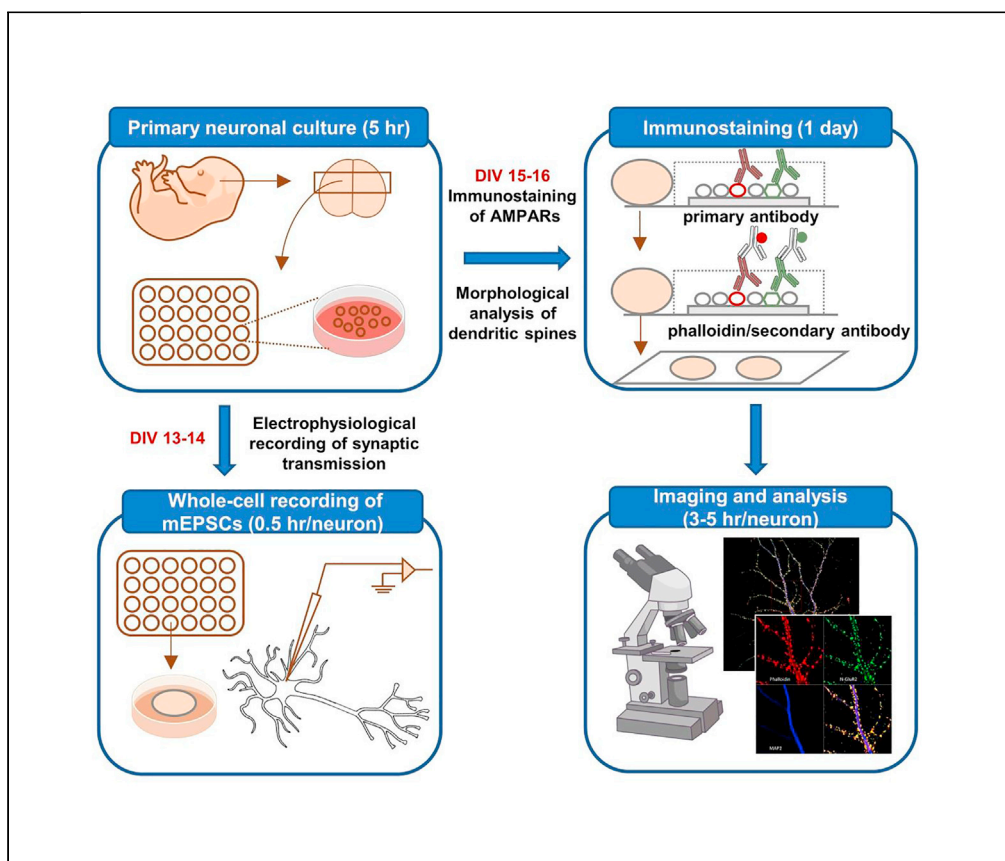 Primary neuronal culture (5 hr)
DIV 15-16
Immunostaining
of AMPARs
Morphological
analysis of
dendritic spines
Immunostaining (1 day)
primary antibody
phalloidin/secondary antibody
DIV 13-14
Electrophysiological
recording of synaptic
transmission
Whole-cell recording of
mEPSCs (0.5 hr/neuron)
Imaging and analysis
(3-5 hr/neuron)
Phalloidin
N-GluR2
MAP2